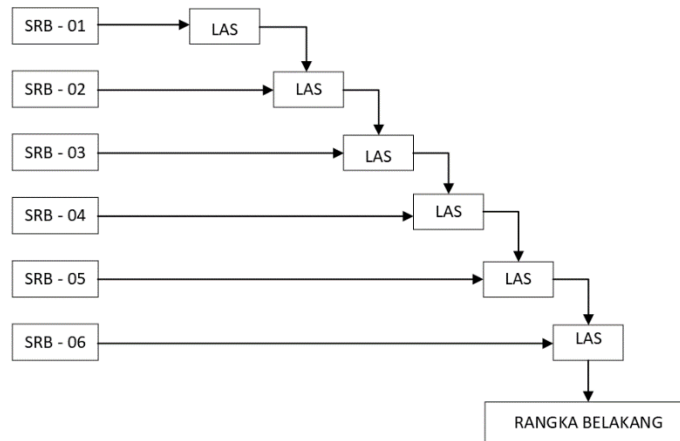 SRB - 01
LAS
SRB - 02
LAS
SRB - 03
LAS
SRB - 04
LAS
SRB - 05
LAS
SRB - 06
LAS
RANGKA BELAKANG